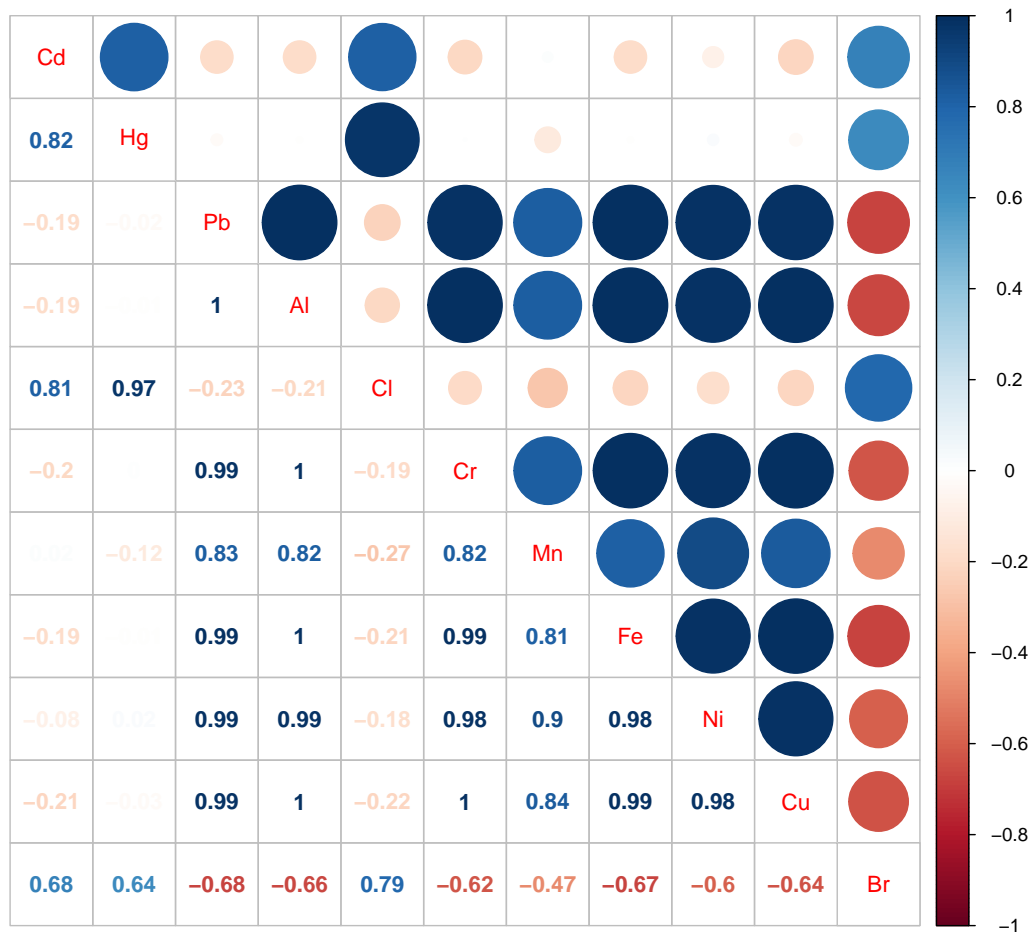 Cd
0.82 Hg
−0.19 −0.02 Pb
−0.19 1 Al
0.81 0.97 −0.23 −0.21 Cl
−0.2 0.99 1 −0.19 Cr
0.02 −0.12 0.83 0.82 −0.27 0.82 Mn
−0.19 0.99 1 −0.21 0.99 0.81 Fe
−0.08 0.02 0.99 0.99 −0.18 0.98 0.9 0.98 Ni
−0.21 −0.03 0.99 1 −0.22 1 0.84 0.99 0.98 Cu
0.68 0.64 −0.68 −0.66 0.79 −0.62 −0.47 −0.67 −0.6 −0.64 Br
1
0.8
0.6
0.4
0.2
0
−0.2
−0.4
−0.6
−0.8
−1